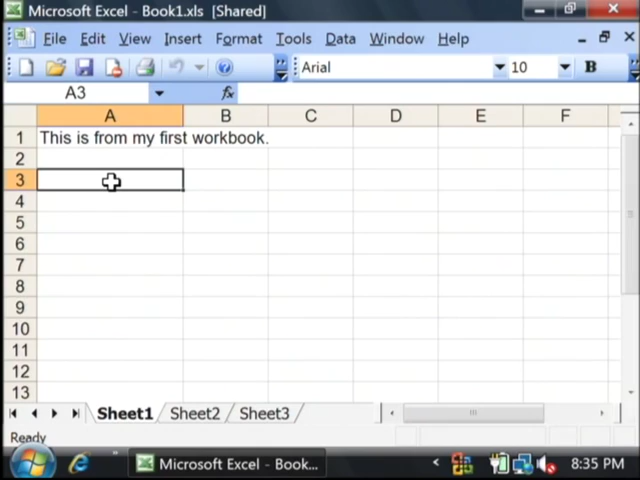 Microsoft Excel - Book1.xls [Shared]
File Edit View Insert Format Tools Data Window Help
Arial 10 B
A3 fx
A B C D E F
1 This is from my first workbook.
2
3
4
5
6
7
8
9
10
11
12
13
Sheet1 Sheet2 Sheet3
Ready
Microsoft Excel - Book... 8:35 PM